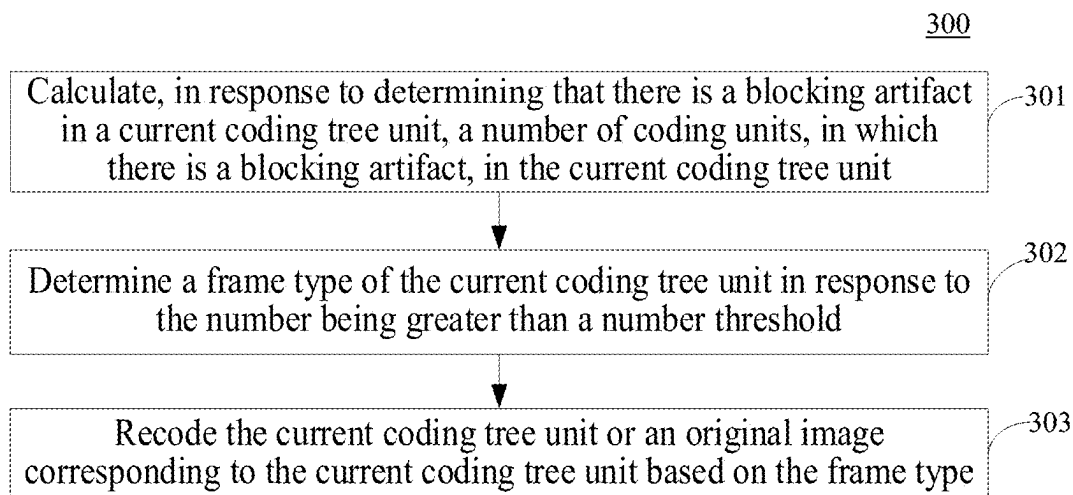 300
Calculate, in response to determining that there is a blocking artifact
in a current coding tree unit, a number of coding units, in which
there is a blocking artifact, in the current coding tree unit
301
Determine a frame type of the current coding tree unit in response to
the number being greater than a number threshold
302
Recode the current coding tree unit or an original image
corresponding to the current coding tree unit based on the frame type
303